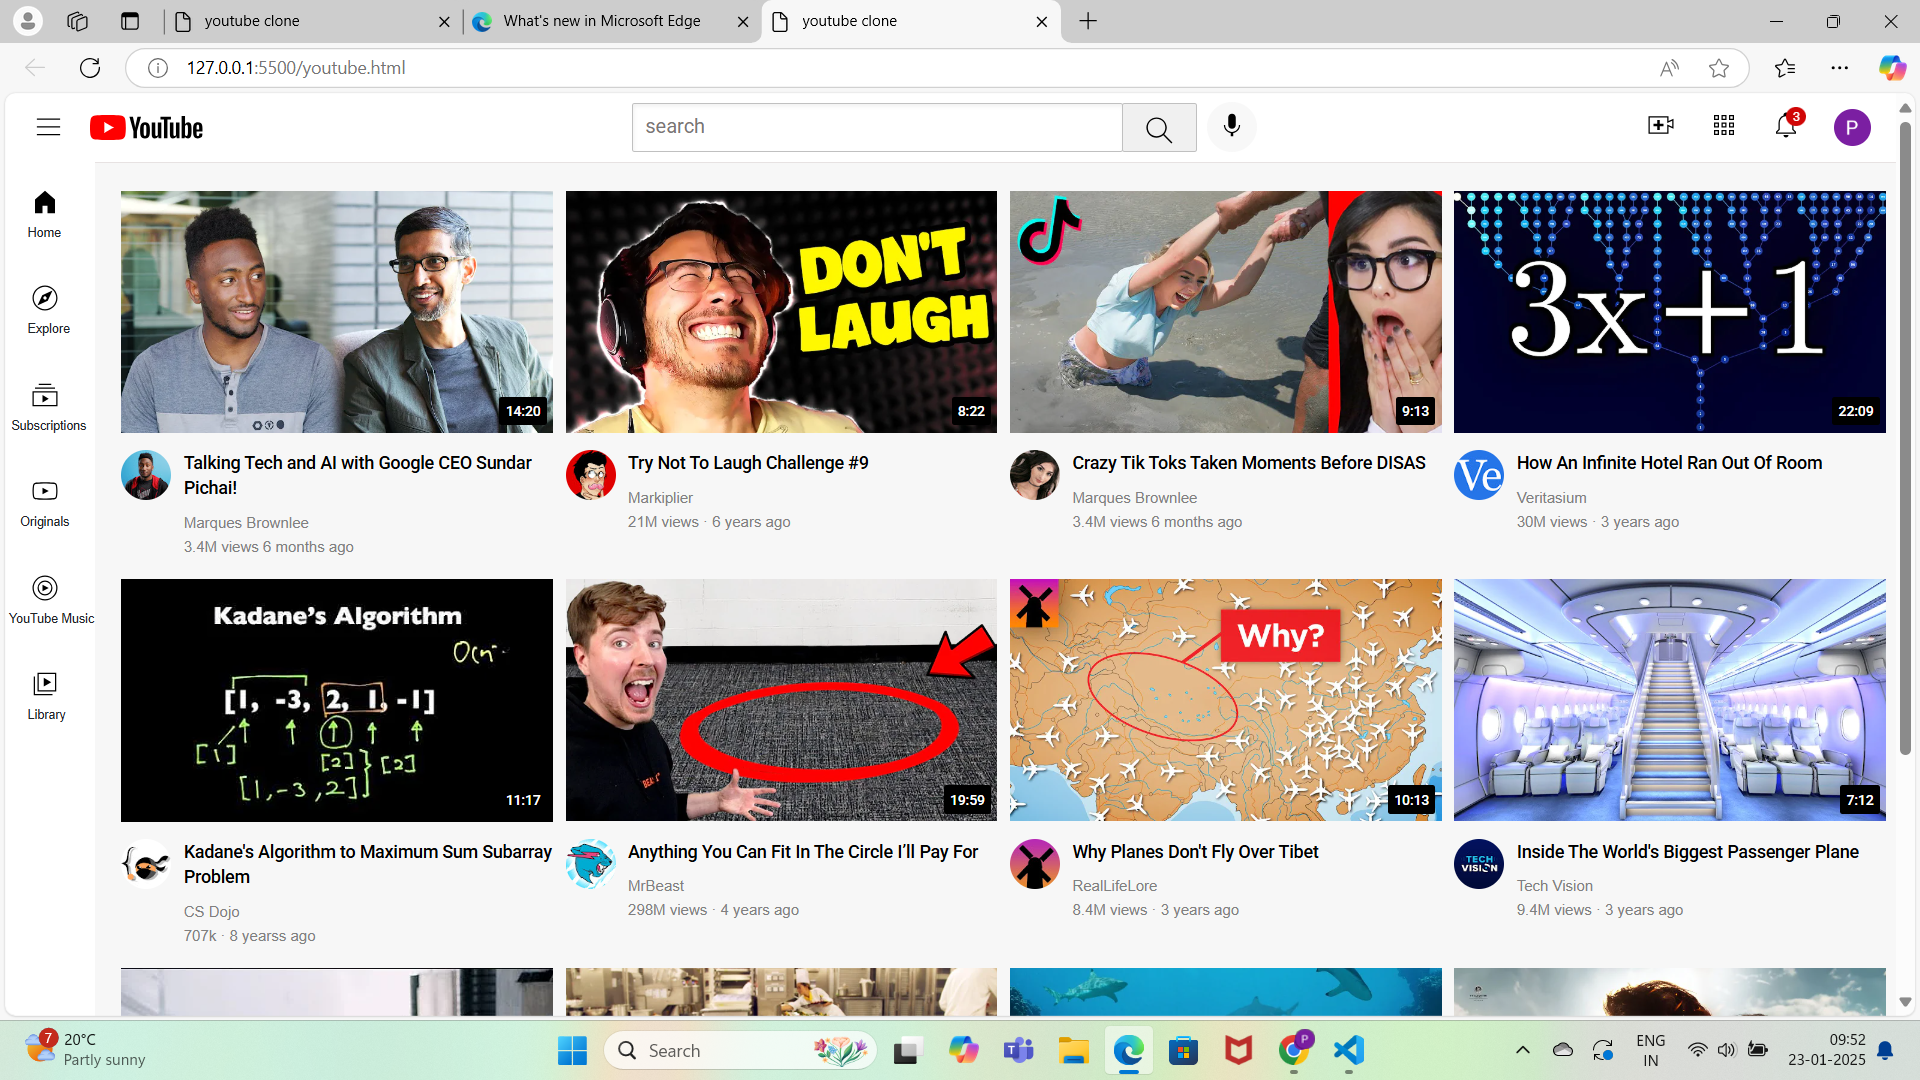 youtube clone
What's new in Microsoft Edge
youtube clone
127.0.0.1:5500/youtube.html
YouTube
search
3
P
Home
Explore
Subscriptions
Originals
YouTube Music
Library
14:20
DON'T
LAUGH
8:22
9:13
3x+1
22:09
Talking Tech and AI with Google CEO Sundar
Pichai!
Marques Brownlee
3.4M views 6 months ago
Try Not To Laugh Challenge #9
Markiplier
21M views · 6 years ago
Crazy Tik Toks Taken Moments Before DISAS
Marques Brownlee
3.4M views 6 months ago
Ve
How An Infinite Hotel Ran Out Of Room
Veritasium
30M views · 3 years ago
Kadane's Algorithm
[1, -3, 2, 1, -1]
[1]
[2]
[2]
[1,-3,2]
11:17
19:59
Why?
10:13
7:12
Kadane's Algorithm to Maximum Sum Subarray
Problem
CS Dojo
707k · 8 yearss ago
Anything You Can Fit In The Circle I’ll Pay For
MrBeast
298M views · 4 years ago
Why Planes Don't Fly Over Tibet
RealLifeLore
8.4M views · 3 years ago
TECH
VISION
Inside The World's Biggest Passenger Plane
Tech Vision
9.4M views · 3 years ago
7
20°C
Partly sunny
Search
P
ENG
IN
09:52
23-01-2025